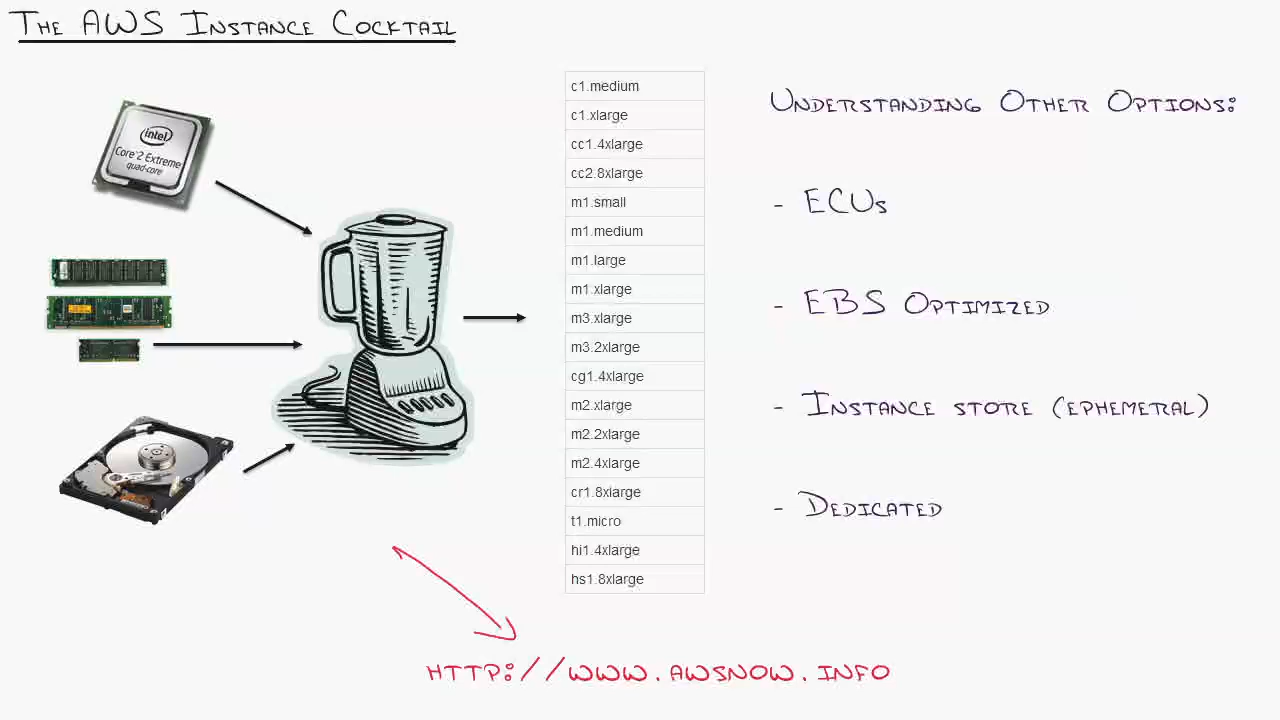 The AWS Instance Cocktail
intel
Core™2 Extreme
quad-core
c1.medium
c1.xlarge
cc1.4xlarge
cc2.8xlarge
m1.small
m1.medium
m1.large
m1.xlarge
m3.xlarge
m3.2xlarge
cg1.4xlarge
m2.xlarge
m2.2xlarge
m2.4xlarge
cr1.8xlarge
t1.micro
hi1.4xlarge
hs1.8xlarge
Understanding Other Options:
- ECUs
- EBS Optimized
- Instance store (ephemeral)
- Dedicated
http://www.awsnow.info